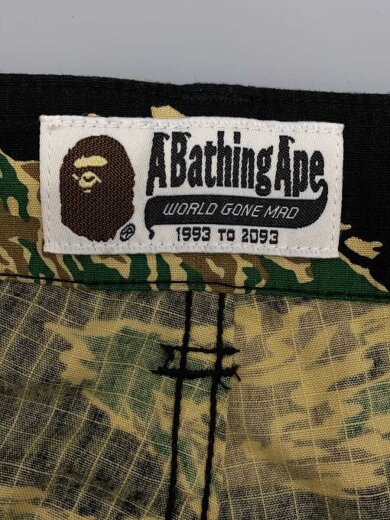 A Bathing Ape
WORLD GONE MAD
1993 TO 2093
®